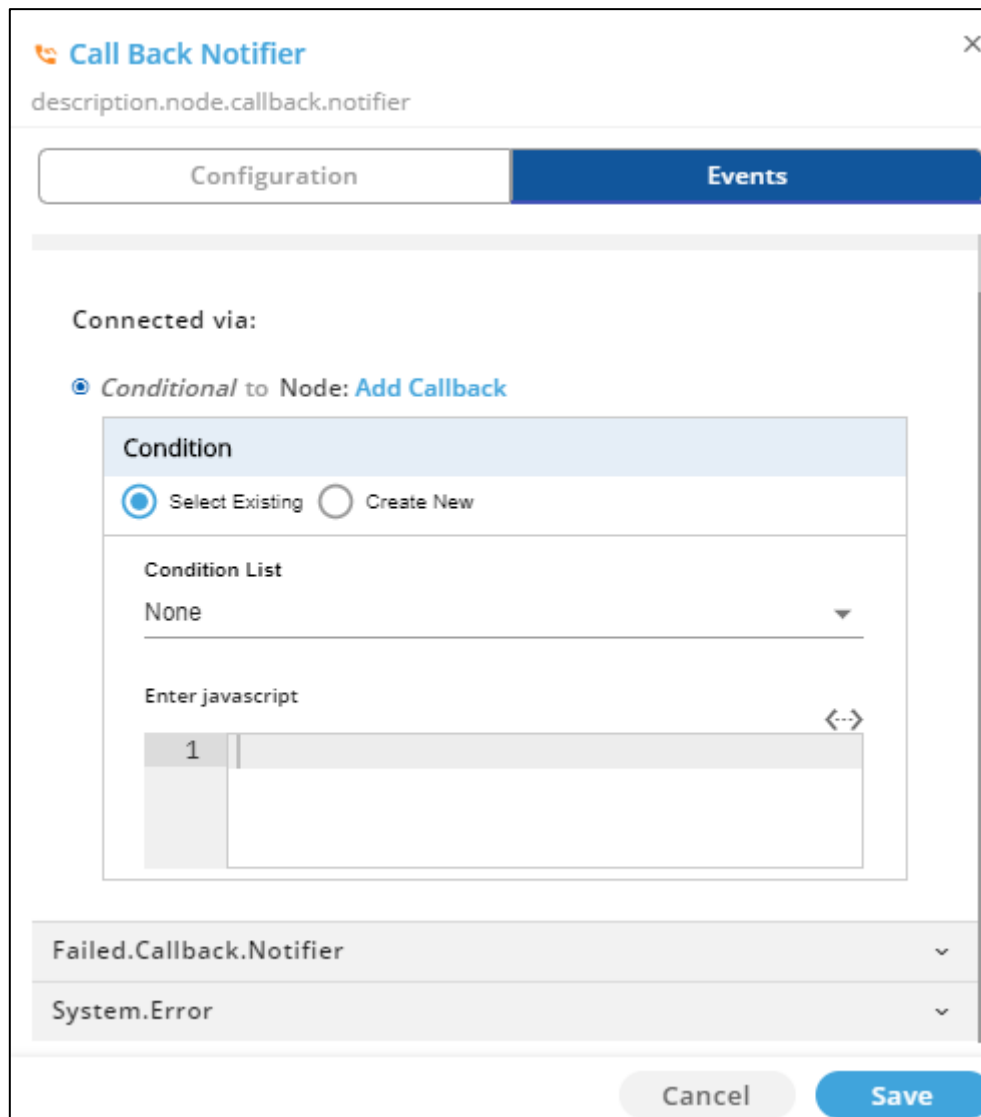 Call Back Notifier
description.node.callback.notifier
Configuration Events
Connected via:
Conditional to Node: Add Callback
Condition
Select Existing Create New
Condition List
None
Enter javascript
1
Failed.Callback.Notifier
System.Error
Cancel Save